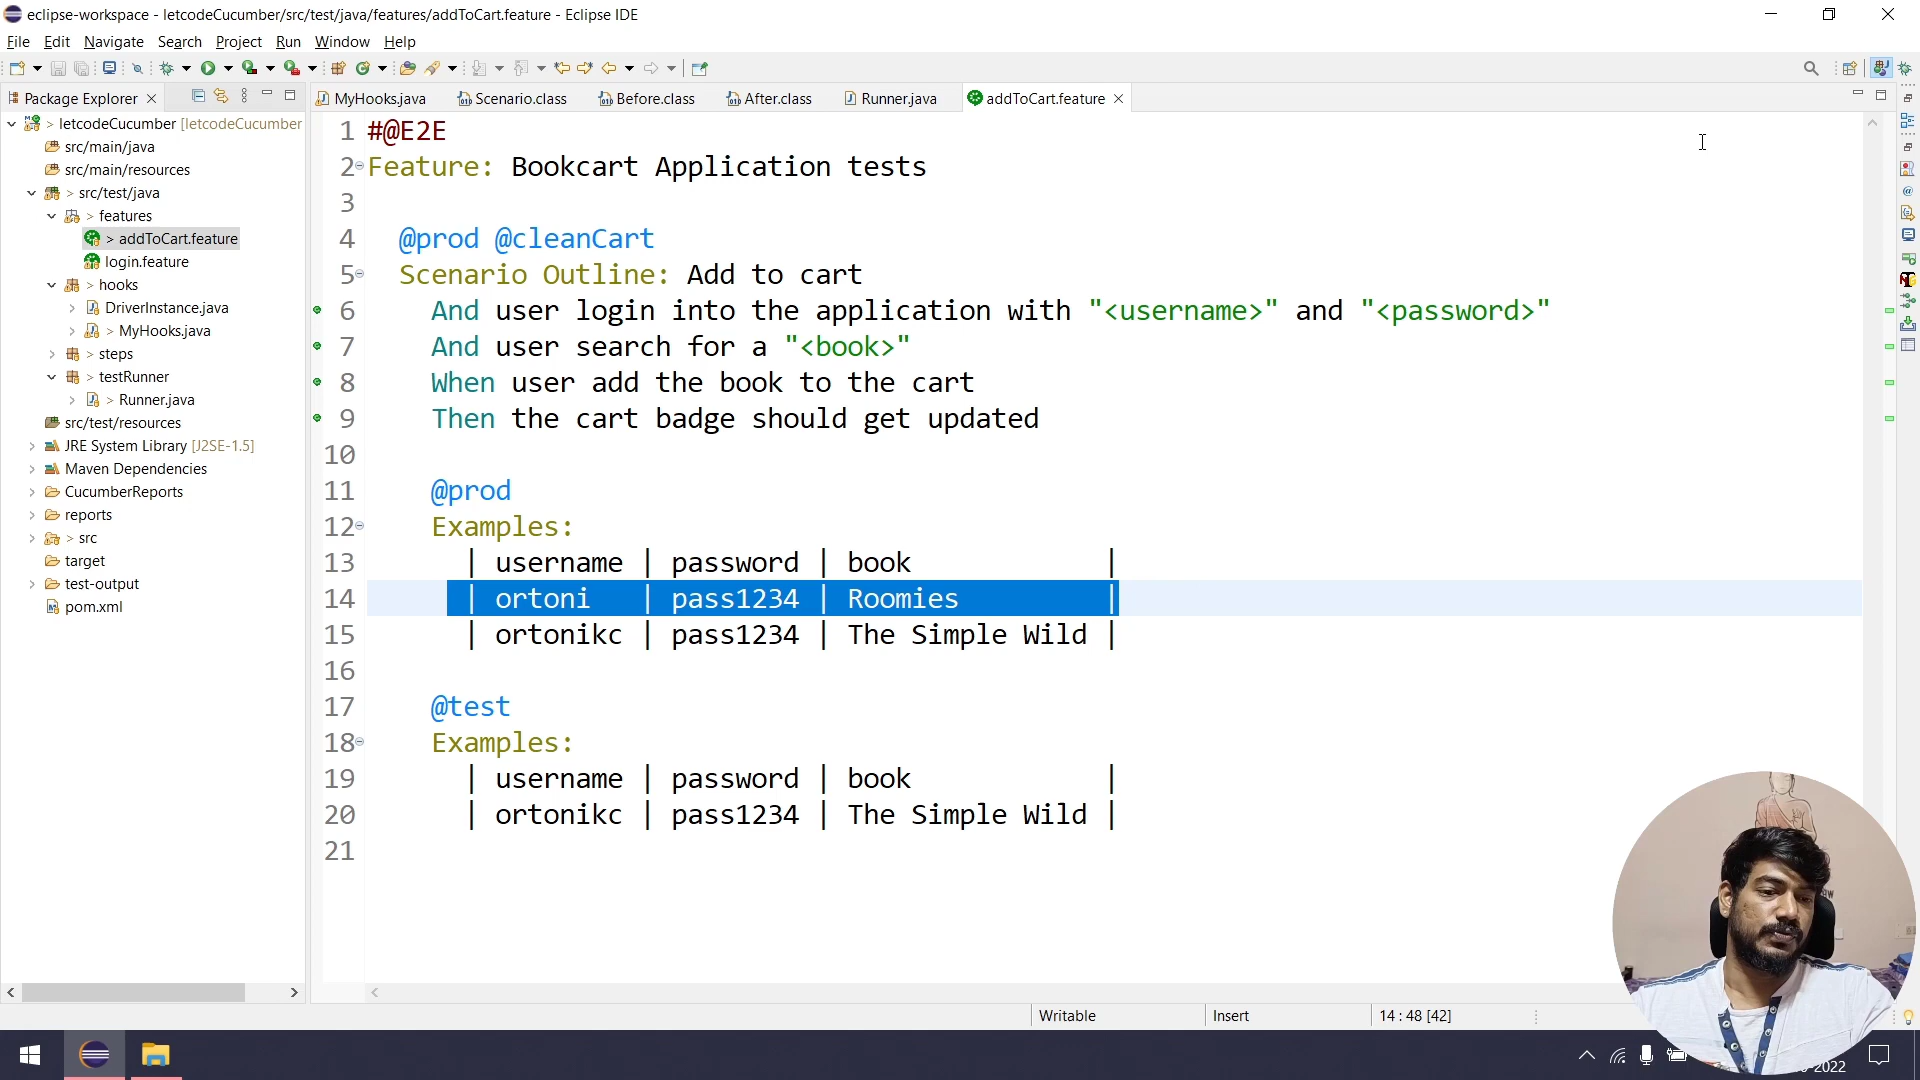 eclipse-workspace - letcodeCucumber/src/test/java/features/addToCart.feature - Eclipse IDE
File Edit Navigate Search Project Run Window Help
Package Explorer
MyHooks.java Scenario.class Before.class After.class Runner.java addToCart.feature
> letcodeCucumber [letcodeCucumber
src/main/java
src/main/resources
> src/test/java
> features
> addToCart.feature
login.feature
> hooks
DriverInstance.java
> MyHooks.java
> steps
> testRunner
> Runner.java
src/test/resources
JRE System Library [J2SE-1.5]
Maven Dependencies
CucumberReports
reports
> src
target
test-output
pom.xml
1 #@E2E
2 Feature: Bookcart Application tests
3
4 @prod @cleanCart
5 Scenario Outline: Add to cart
6 And user login into the application with "<username>" and "<password>"
7 And user search for a "<book>"
8 When user add the book to the cart
9 Then the cart badge should get updated
10
11 @prod
12 Examples:
13 | username | password | book |
14 | ortoni | pass1234 | Roomies |
15 | ortonikc | pass1234 | The Simple Wild |
16
17 @test
18 Examples:
19 | username | password | book |
20 | ortonikc | pass1234 | The Simple Wild |
21
Writable Insert 14 : 48 [42]